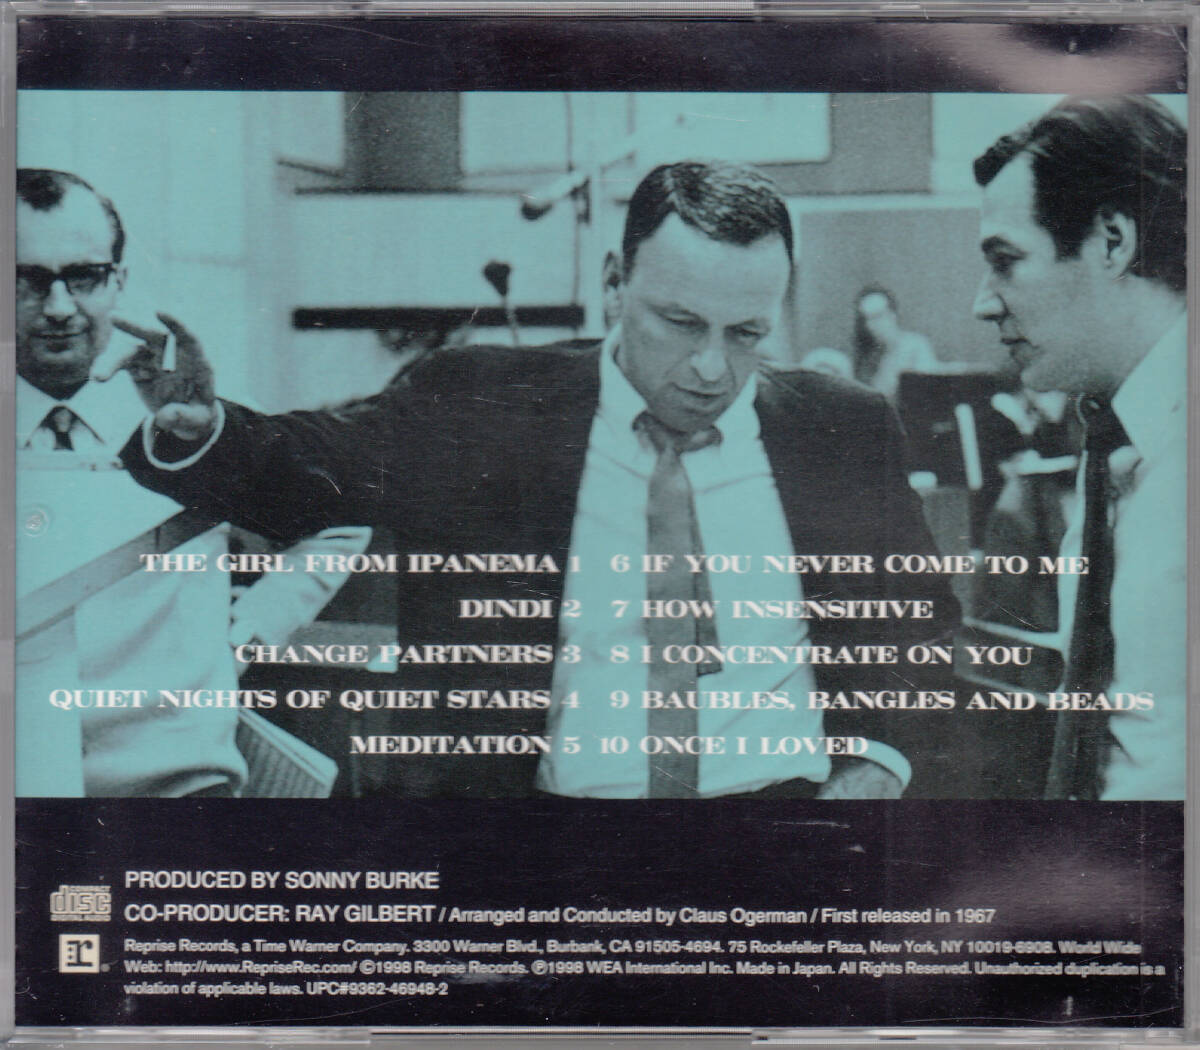 THE GIRL FROM IPANEMA 1
DINDI 2
CHANGE PARTNERS 3
QUIET NIGHTS OF QUIET STARS 4
MEDITATION 5
6 IF YOU NEVER COME TO ME
7 HOW INSENSITIVE
8 I CONCENTRATE ON YOU
9 BAUBLES, BANGLES AND BEADS
10 ONCE I LOVED
PRODUCED BY SONNY BURKE
COMPACT
disc
DIGITAL AUDIO
CO-PRODUCER: RAY GILBERT / Arranged and Conducted by Claus Ogerman / First released in 1967
r
Reprise Records, a Time Warner Company. 3300 Warner Blvd., Burbank, CA 91505-4694. 75 Rockefeller Plaza, New York, NY 10019-6908. World Wide
Web: http://www.RepriseRec.com/ ©1998 Reprise Records. ℗1998 WEA International Inc. Made in Japan. All Rights Reserved. Unauthorized duplication is a
violation of applicable laws. UPC#9362-46948-2